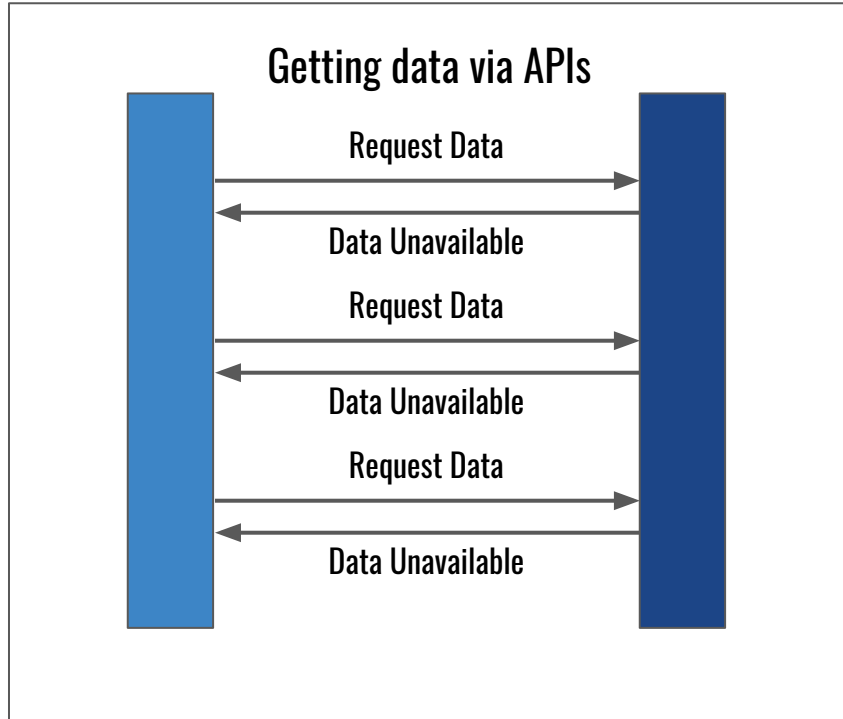 Getting data via APIs
Request Data
Data Unavailable
Request Data
Data Unavailable
Request Data
Data Unavailable